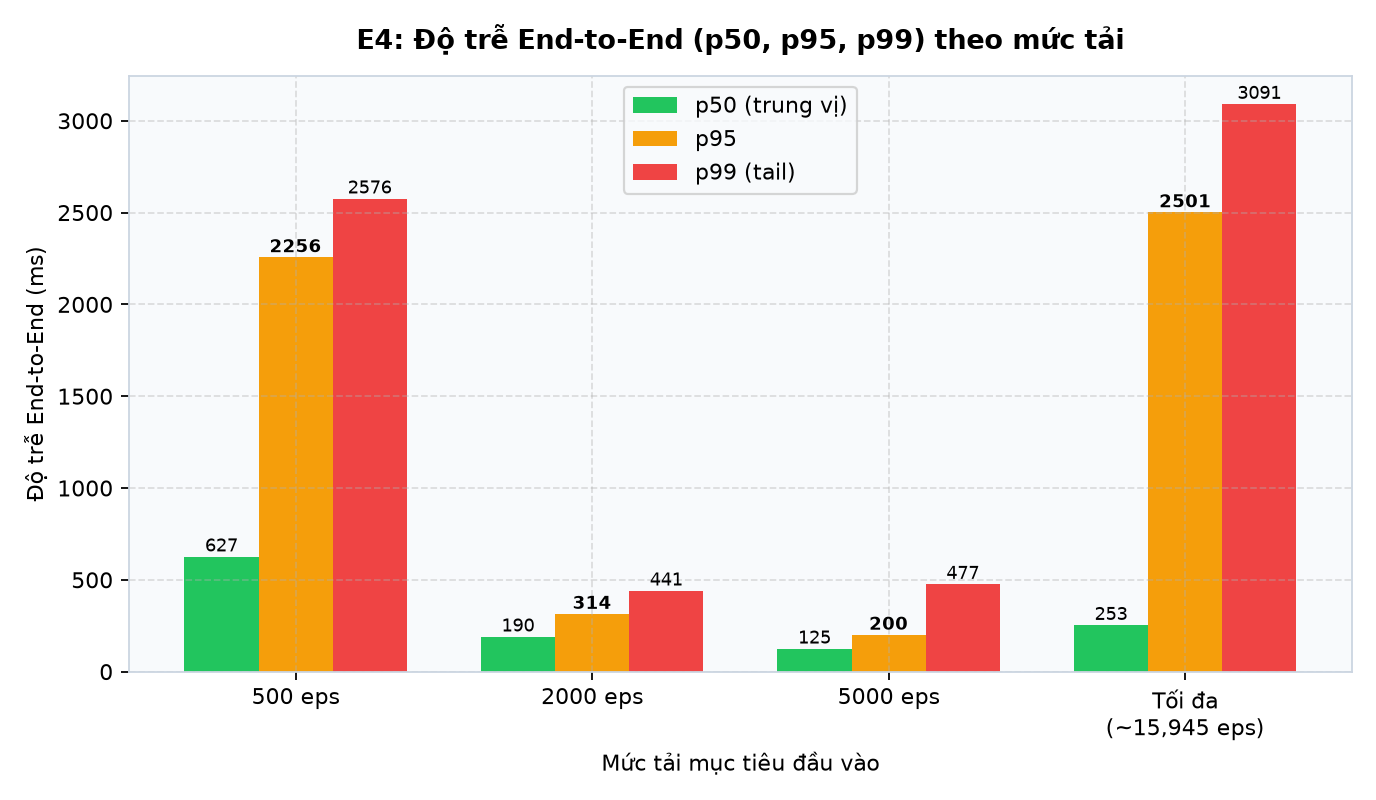 E4: Độ trễ End-to-End (p50, p95, p99) theo mức tải
p50 (trung vị)
p95
p99 (tail)
Độ trễ End-to-End (ms)
3000
2500
2000
1500
1000
500
0
627
2256
2576
190
314
441
125
200
477
253
2501
3091
500 eps
2000 eps
5000 eps
Tối đa
(~15,945 eps)
Mức tải mục tiêu đầu vào